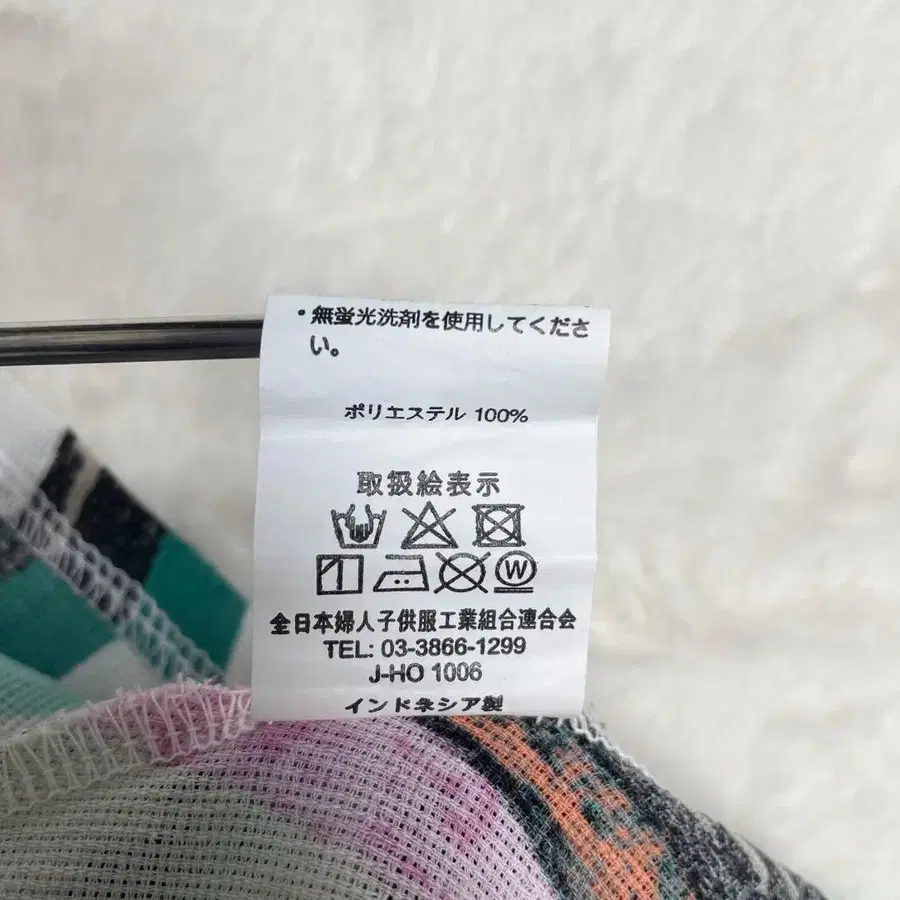 ・無蛍光洗剤を使用してくださ
い。
ポリエステル 100%
取扱絵表示
W
全日本婦人子供服工業組合連合会
TEL: 03-3866-1299
J-HO 1006
インドネシア製